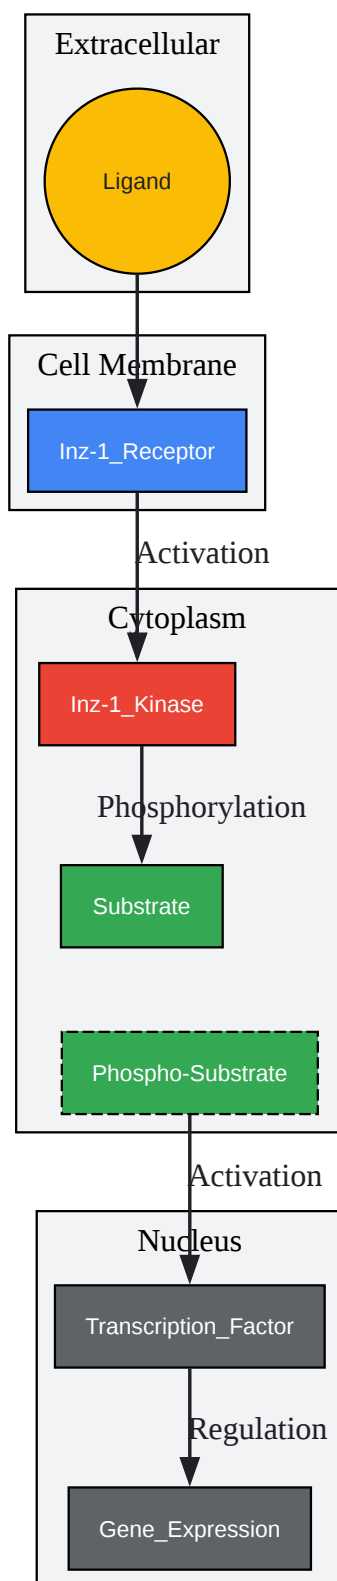 Extracellular
Ligand
Cell Membrane
Inz-1_Receptor
Activation
Cytoplasm
Inz-1_Kinase
Phosphorylation
Substrate
Phospho-Substrate
Activation
Nucleus
Transcription_Factor
Regulation
Gene_Expression